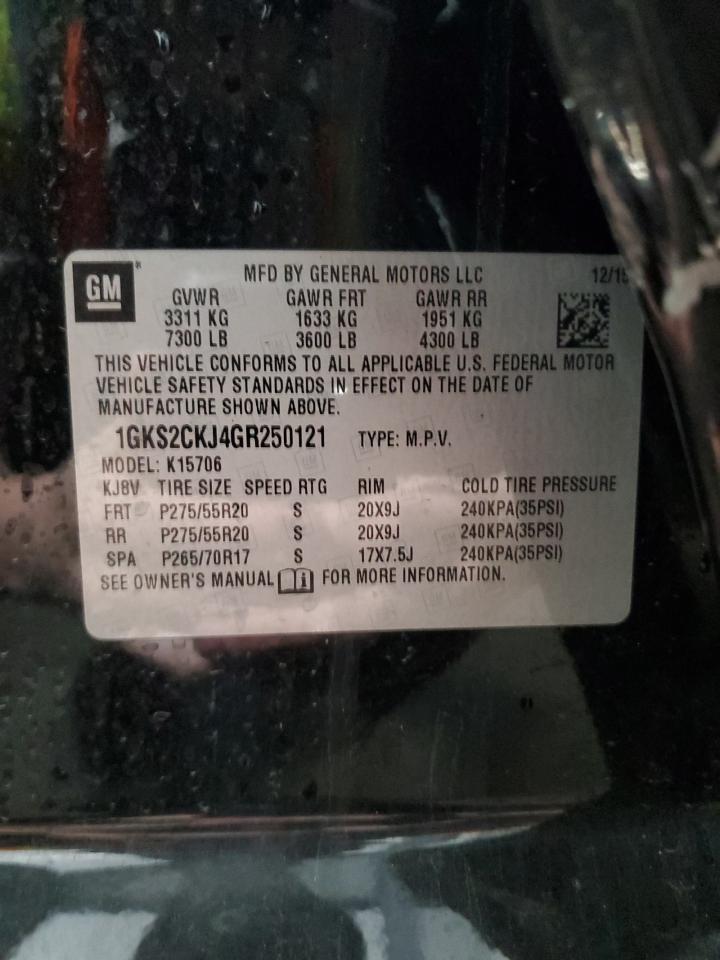 GM
MFD BY GENERAL MOTORS LLC 12/15
GVWR GAWR FRT GAWR RR
3311 KG 1633 KG 1951 KG
7300 LB 3600 LB 4300 LB
THIS VEHICLE CONFORMS TO ALL APPLICABLE U.S. FEDERAL MOTOR
VEHICLE SAFETY STANDARDS IN EFFECT ON THE DATE OF
MANUFACTURE SHOWN ABOVE.
1GKS2CKJ4GR250121 TYPE: M.P.V.
MODEL: K15706
KJ8V TIRE SIZE SPEED RTG RIM COLD TIRE PRESSURE
FRT P275/55R20 S 20X9J 240KPA(35PSI)
RR P275/55R20 S 20X9J 240KPA(35PSI)
SPA P265/70R17 S 17X7.5J 240KPA(35PSI)
SEE OWNER'S MANUAL FOR MORE INFORMATION.